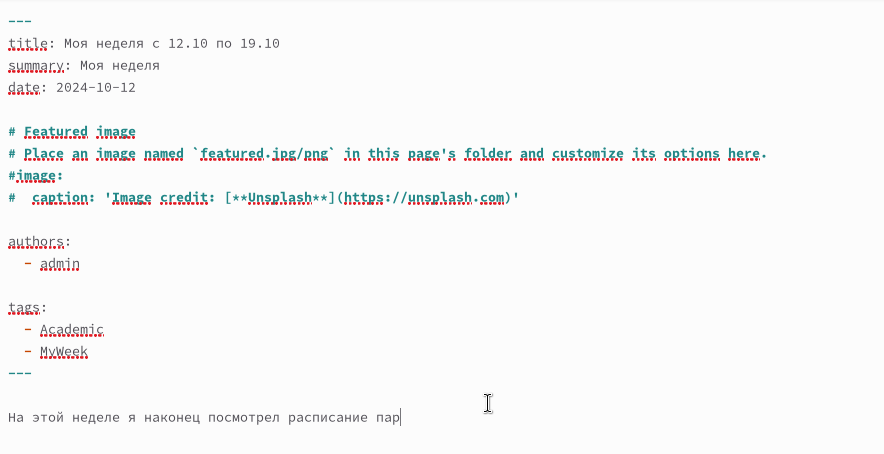 ---
title: Моя неделя с 12.10 по 19.10
summary: Моя неделя
date: 2024-10-12
# Featured image
# Place an image named `featured.jpg/png` in this page's folder and customize its options here.
#image:
#  caption: 'Image credit: [**Unsplash**](https://unsplash.com)'
authors:
  - admin
tags:
  - Academic
  - MyWeek
---
На этой неделе я наконец посмотрел расписание пар